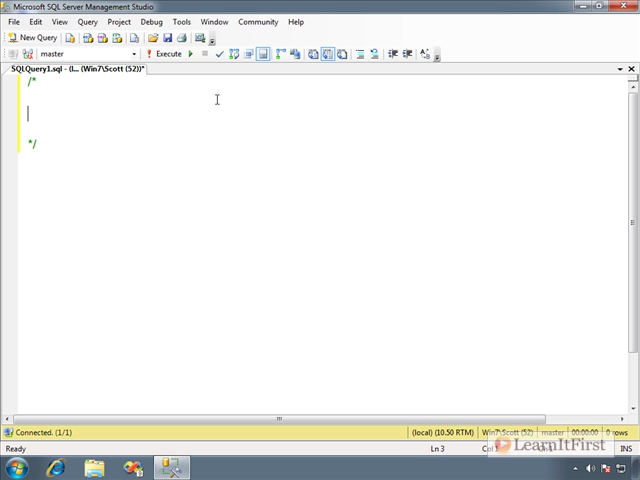 Microsoft SQL Server Management Studio
File Edit View Query Project Debug Tools Window Community Help
New Query
master Execute
SQLQuery1.sql - (l... (Win7\Scott (52))*
/*
*/
Connected. (1/1) (local) (10.50 RTM) Win7\Scott (52) master 00:00:00 0 rows
Ready Ln 3 INS
LearnItFirst